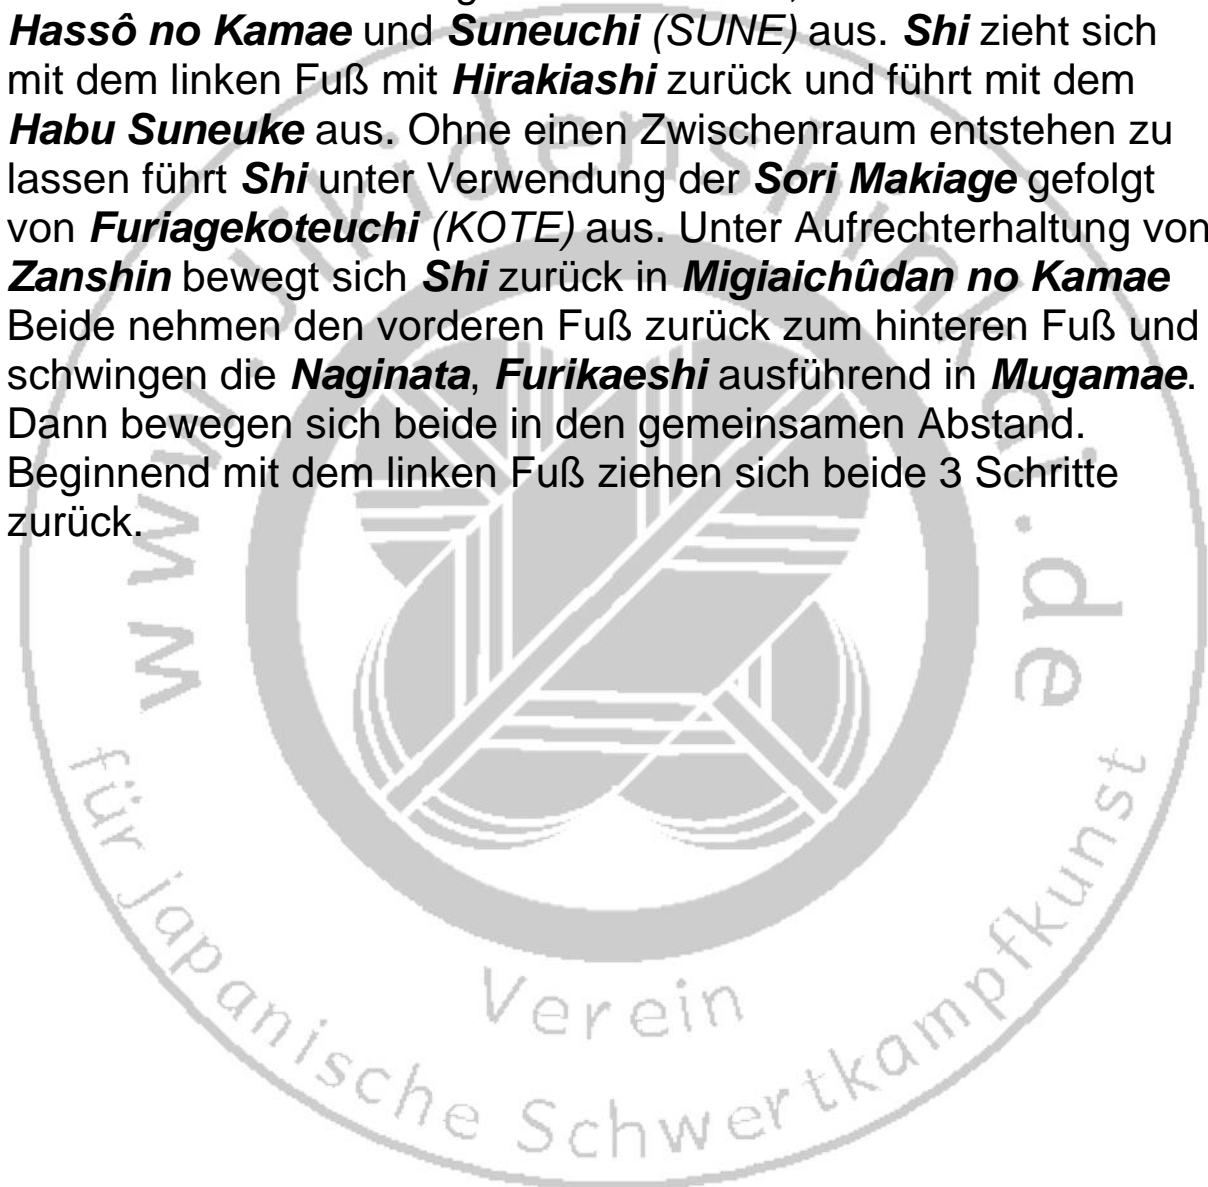 Hassô no Kamae und Suneuchi (SUNE) aus. Shi zieht sich
mit dem linken Fuß mit Hirakiashi zurück und führt mit dem
Habu Suneuke aus. Ohne einen Zwischenraum entstehen zu
lassen führt Shi unter Verwendung der Sori Makiage gefolgt
von Furiagekoteuchi (KOTE) aus. Unter Aufrechterhaltung von
Zanshin bewegt sich Shi zurück in Migiaichûdan no Kamae
Beide nehmen den vorderen Fuß zurück zum hinteren Fuß und
schwingen die Naginata, Furikaeshi ausführend in Mugamae.
Dann bewegen sich beide in den gemeinsamen Abstand.
Beginnend mit dem linken Fuß ziehen sich beide 3 Schritte
zurück.
www.jikidenshinkai.de
Verein
für japanische Schwertkampfkunst